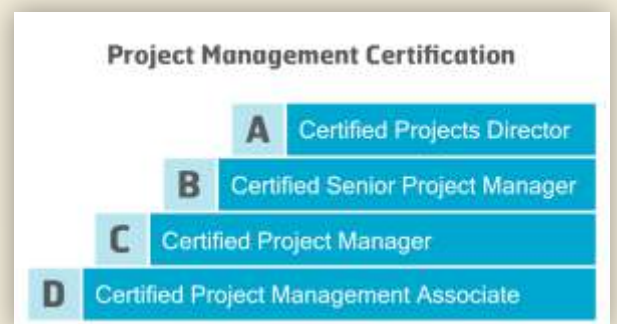 Project Management Certification
A Certified Projects Director
B Certified Senior Project Manager
C Certified Project Manager
D Certified Project Management Associate